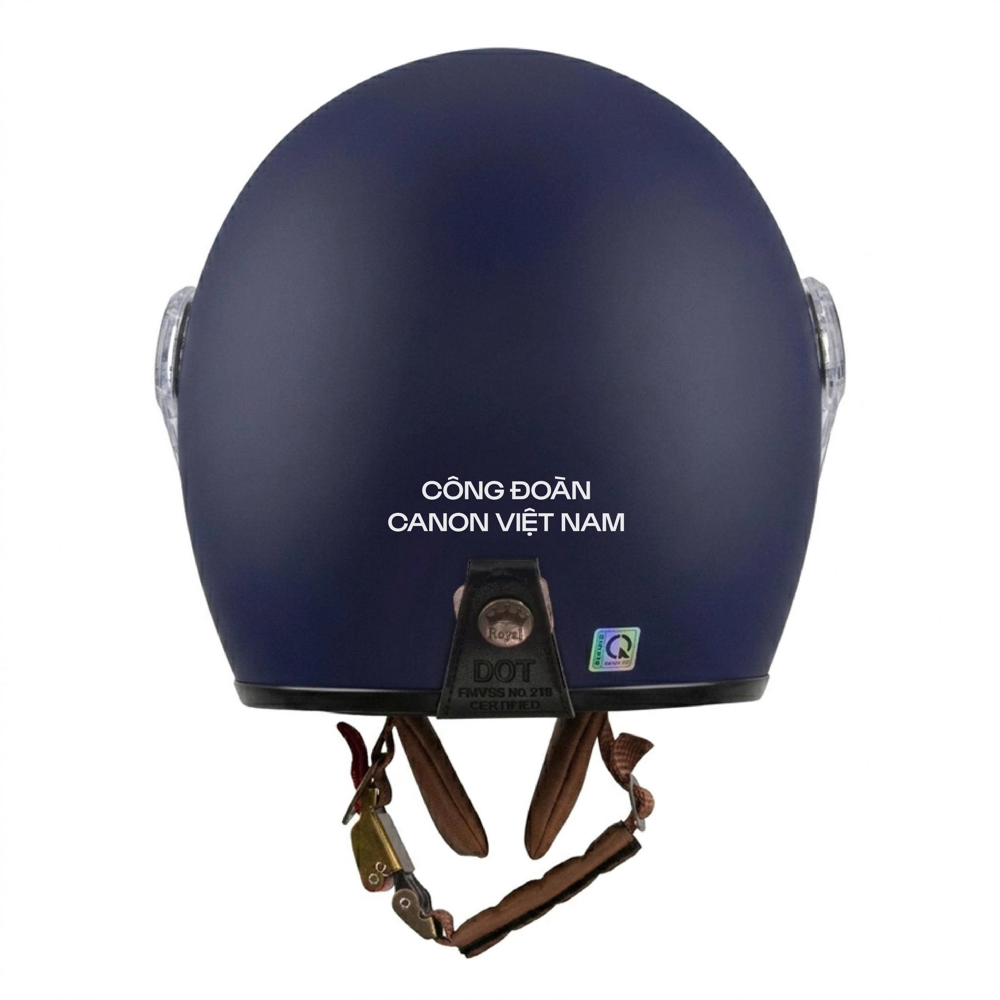 CÔNG ĐOÀN
CANON VIỆT NAM
Royal
DOT
FMVSS NO. 218
CERTIFIED